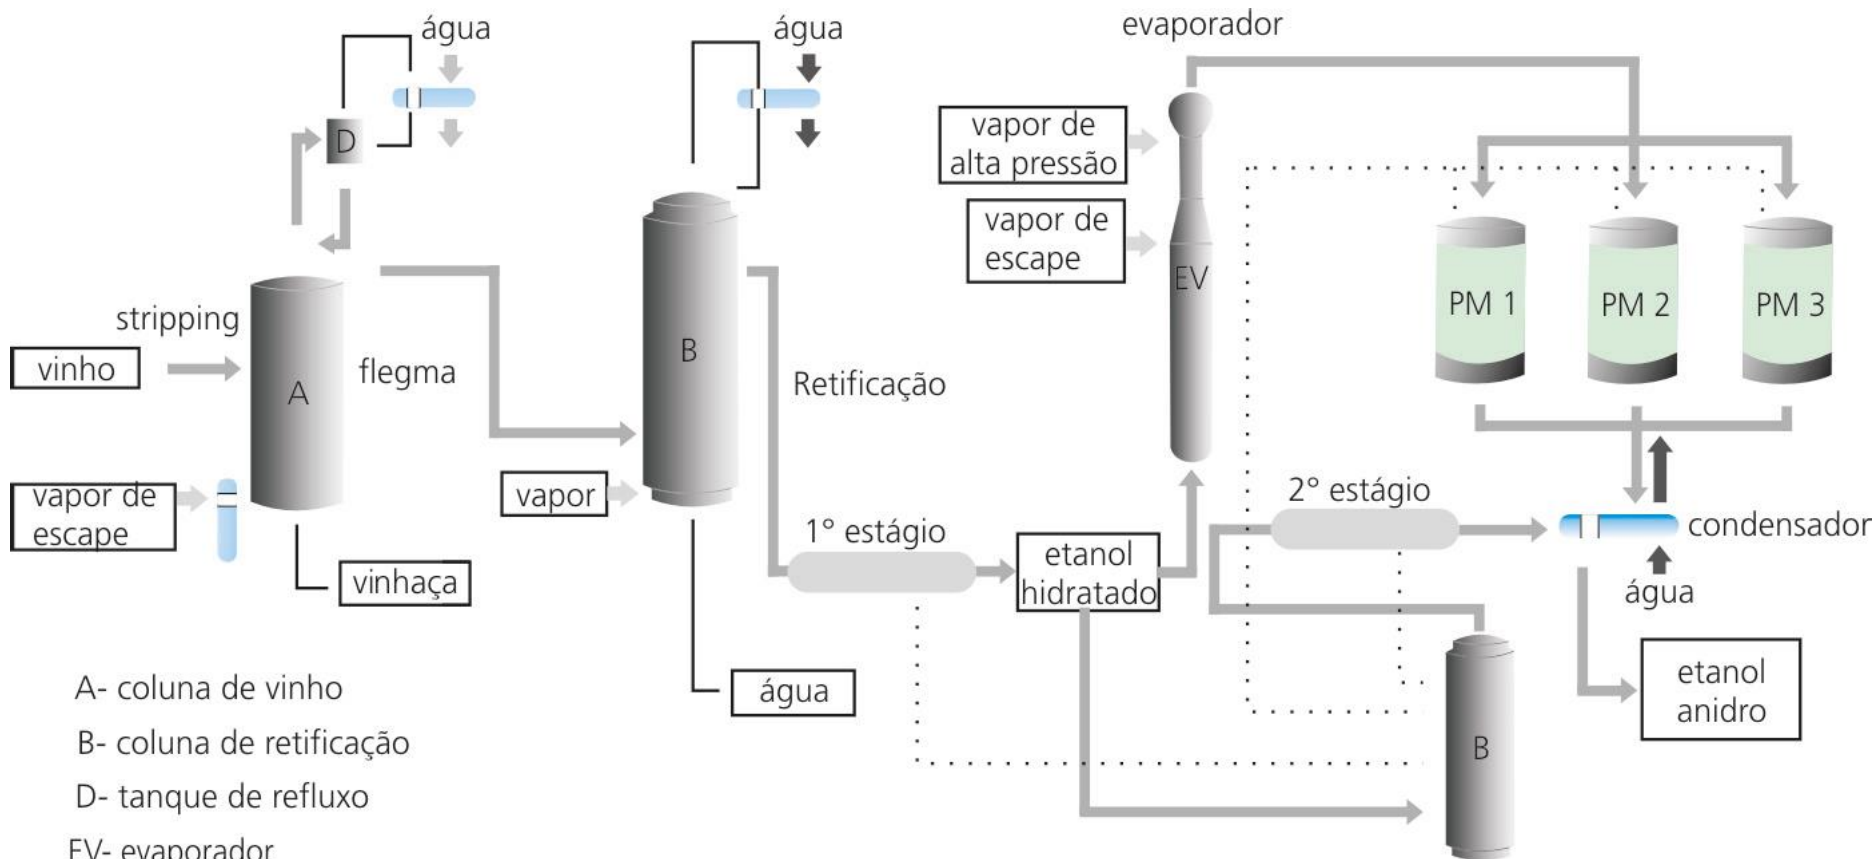 água
água
evaporador
D
vapor de
alta pressão
vapor de
escape
EV
PM 1
PM 2
PM 3
stripping
vinho
A
flegma
B
Retificação
vapor de
escape
vapor
vinhaça
1° estágio
etanol
hidratado
2° estágio
condensador
água
água
etanol
anidro
B
A- coluna de vinho
B- coluna de retificação
D- tanque de refluxo
EV- evaporador